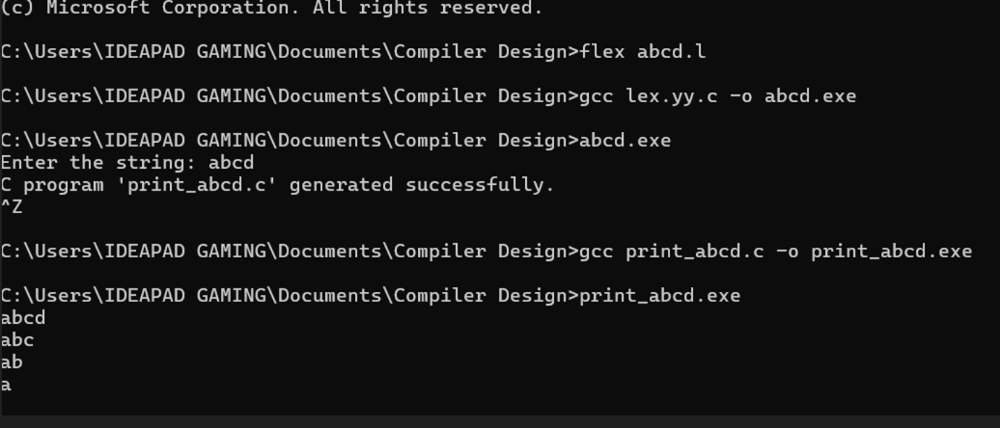 (c) Microsoft Corporation. All rights reserved.
C:\Users\IDEAPAD GAMING\Documents\Compiler Design>flex abcd.l
C:\Users\IDEAPAD GAMING\Documents\Compiler Design>gcc lex.yy.c -o abcd.exe
C:\Users\IDEAPAD GAMING\Documents\Compiler Design>abcd.exe
Enter the string: abcd
C program 'print_abcd.c' generated successfully.
^Z
C:\Users\IDEAPAD GAMING\Documents\Compiler Design>gcc print_abcd.c -o print_abcd.exe
C:\Users\IDEAPAD GAMING\Documents\Compiler Design>print_abcd.exe
abcd
abc
ab
a